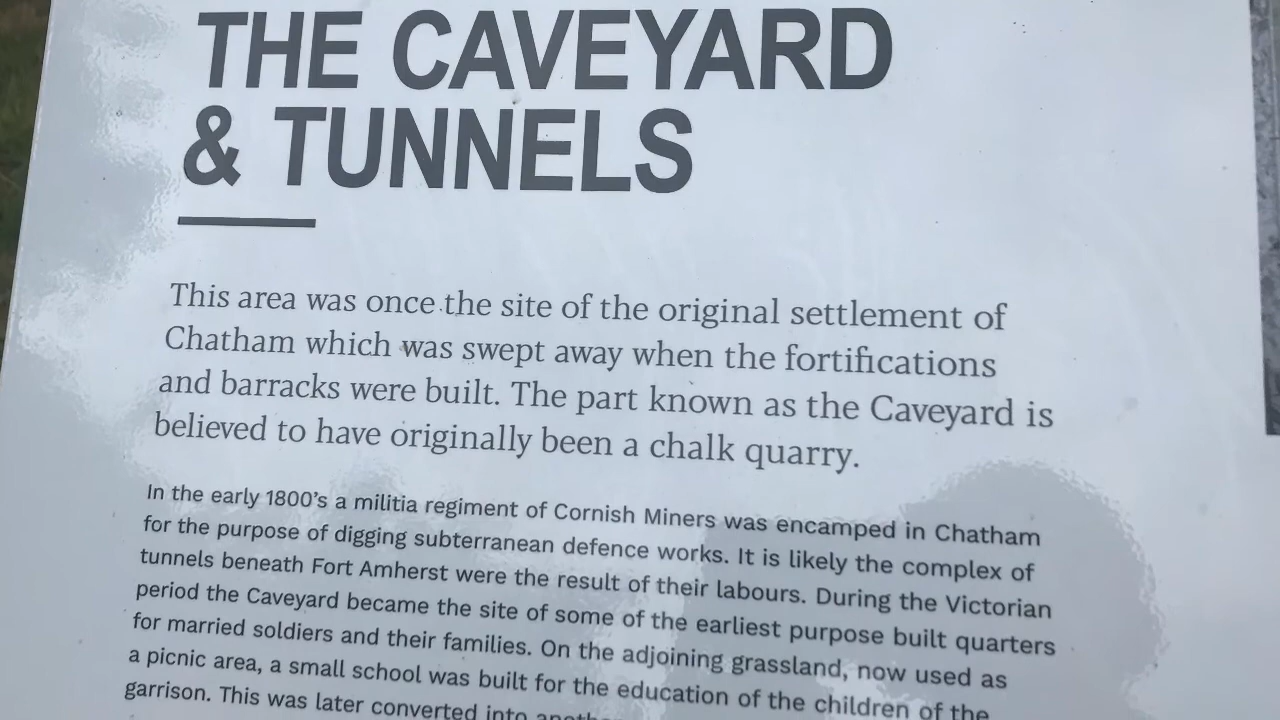 THE CAVEYARD
& TUNNELS
This area was once the site of the original settlement of
Chatham which was swept away when the fortifications
and barracks were built. The part known as the Caveyard is
believed to have originally been a chalk quarry.
In the early 1800’s a militia regiment of Cornish Miners was encamped in Chatham
for the purpose of digging subterranean defence works. It is likely the complex of
tunnels beneath Fort Amherst were the result of their labours. During the Victorian
period the Caveyard became the site of some of the earliest purpose built quarters
for married soldiers and their families. On the adjoining grassland, now used as
a picnic area, a small school was built for the education of the children of the
garrison. This was later converted into